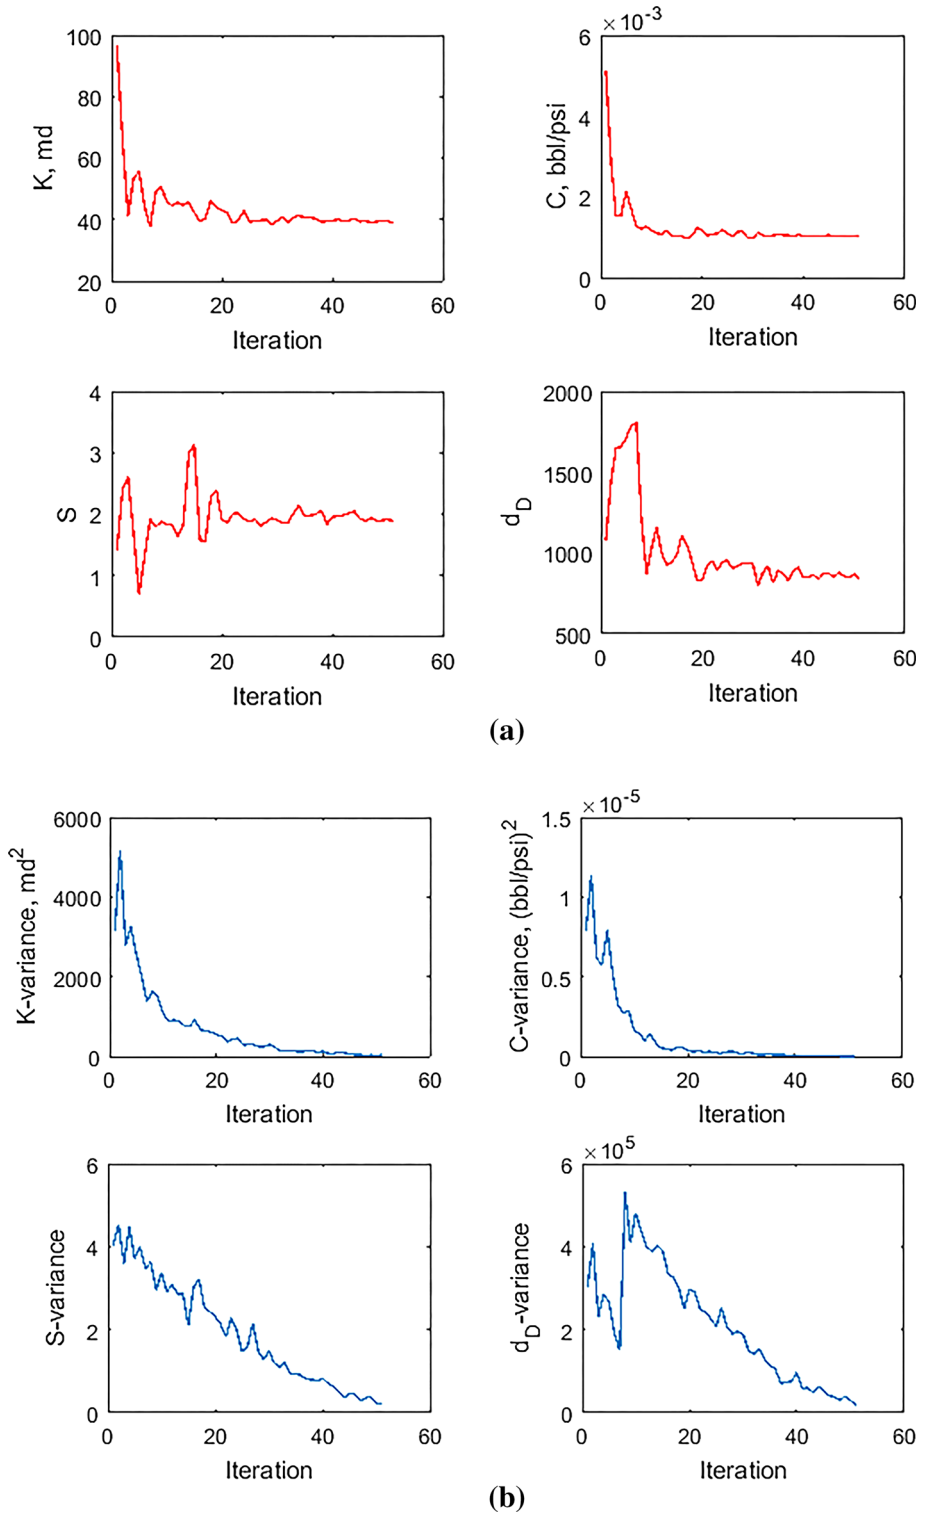 K, md
100
80
60
40
20
0 20 40 60
Iteration
×10-3
C, bbl/psi
6
4
2
0
0 20 40 60
Iteration
S
4
3
2
1
0
0 20 40 60
Iteration
dD
2000
1500
1000
500
0 20 40 60
Iteration
(a)
K-variance, md2
6000
4000
2000
0
0 20 40 60
Iteration
×10-5
C-variance, (bbl/psi)2
1.5
1
0.5
0
0 20 40 60
Iteration
S-variance
6
4
2
0
0 20 40 60
Iteration
×105
dD-variance
6
4
2
0
0 20 40 60
Iteration
(b)